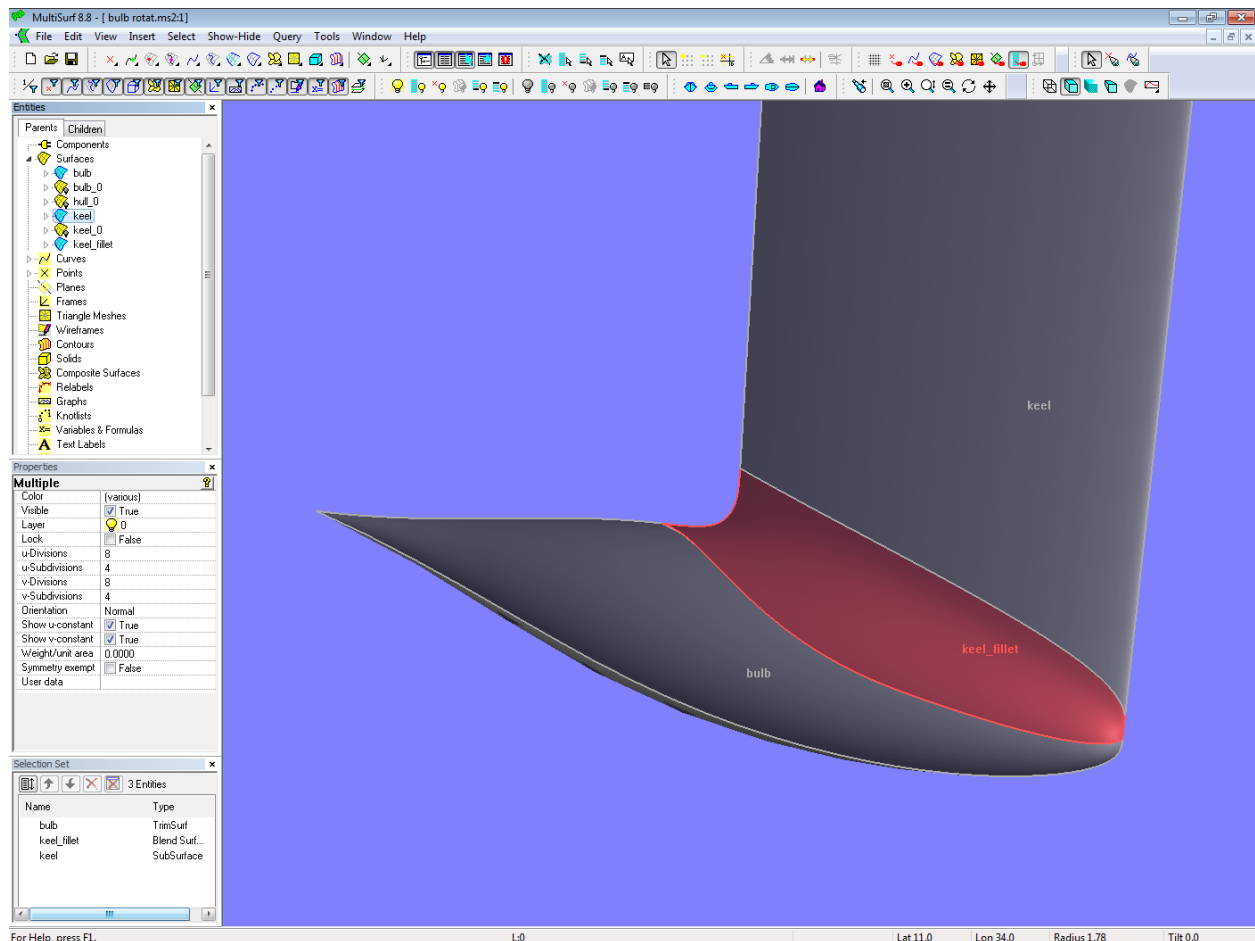 MultiSurf 8.8 - [ bulb rotat.ms2:1]
File Edit View Insert Select Show-Hide Query Tools Window Help
Entities
Parents Children
Components
Surfaces
bulb
bulb_0
hull_0
keel
keel_0
keel_fillet
Curves
Points
Planes
Frames
Triangle Meshes
Wireframes
Contours
Solids
Composite Surfaces
Relabels
Graphs
Knotlists
Variables & Formulas
Text Labels
Properties
Multiple
Color (various)
Visible True
Layer 0
Lock False
u-Divisions 8
u-Subdivisions 4
v-Divisions 8
v-Subdivisions 4
Orientation Normal
Show u-constant True
Show v-constant True
Weight/unit area 0.0000
Symmetry exempt False
User data
Selection Set
3 Entities
Name Type
bulb TrimSurf
keel_fillet Blend Surf...
keel SubSurface
keel
keel_fillet
bulb
For Help, press F1. L:0 Lat 11.0 Lon 34.0 Radius 1.78 Tilt 0.0